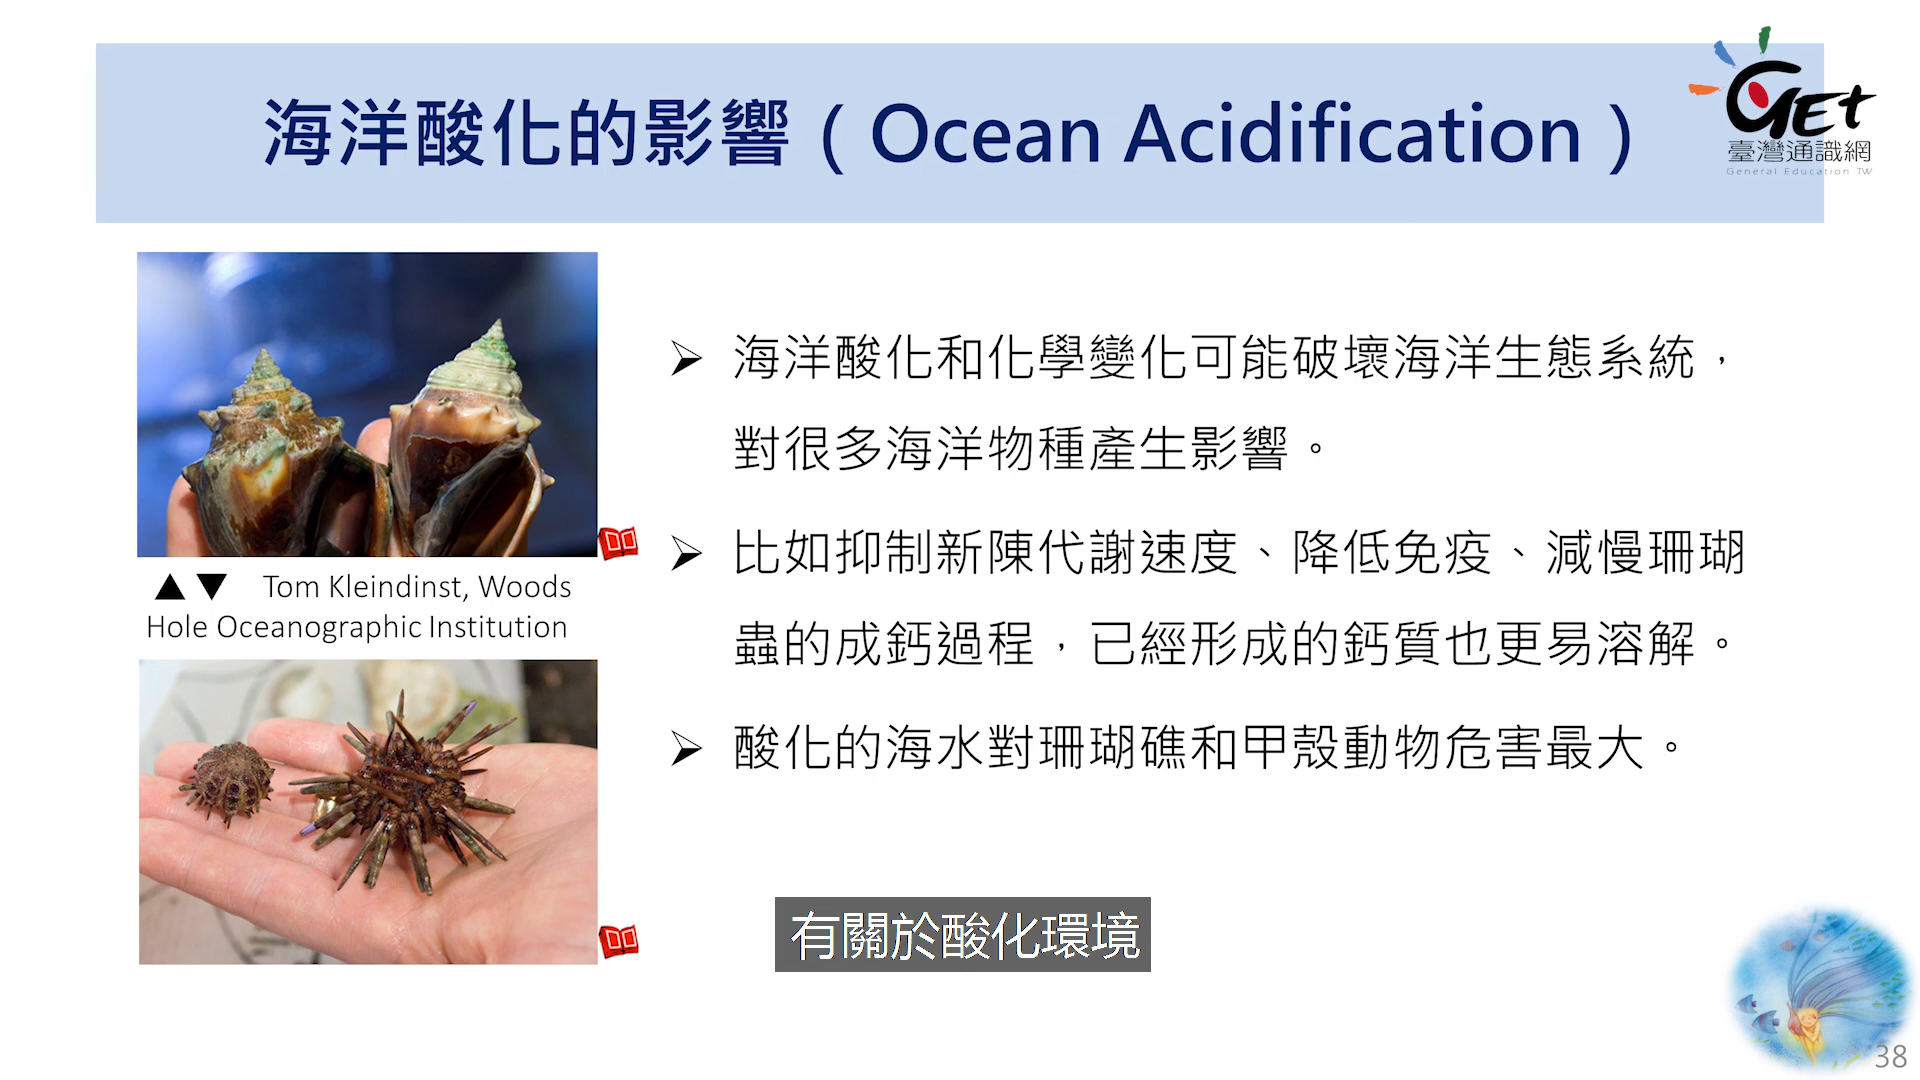 海洋酸化的影響（Ocean Acidification）
GEt
臺灣通識網
General Education TW
▲▼ Tom Kleindinst, Woods
Hole Oceanographic Institution
➢ 海洋酸化和化學變化可能破壞海洋生態系統，
對很多海洋物種產生影響。
➢ 比如抑制新陳代謝速度、降低免疫、減慢珊瑚
蟲的成鈣過程，已經形成的鈣質也更易溶解。
➢ 酸化的海水對珊瑚礁和甲殼動物危害最大。
有關於酸化環境
38